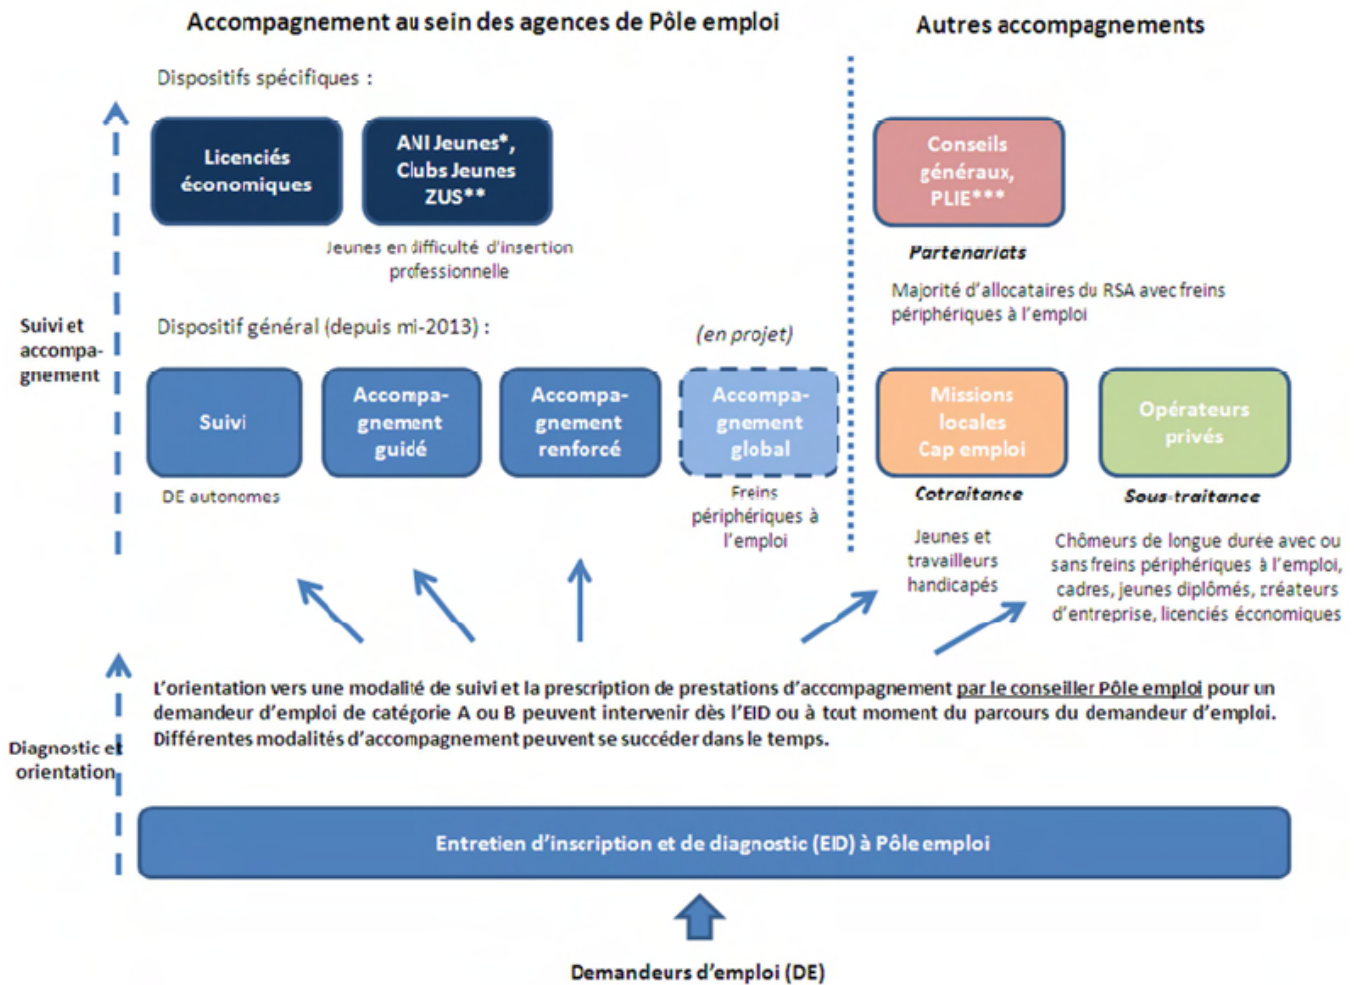 Accompagnement au sein des agences de Pôle emploi
Autres accompagnements
Dispositifs spécifiques :
Licenciés
économiques
ANI Jeunes*,
Clubs Jeunes
ZUS**
Jeunes en difficulté d'insertion
professionnelle
Conseils
généraux,
PLIE***
Partenariats
Majorité d'allocataires du RSA avec freins
périphériques à l'emploi
Suivi et
accompa-
gnement
Dispositif général (depuis mi-2013) :
(en projet)
Suivi
DE autonomes
Accompa-
gnement
guidé
Accompa-
gnement
renforcé
Accompa-
gnement
global
Freins
périphériques à
l'emploi
Missions
locales
Cap emploi
Cotraitance
Jeunes et
travailleurs
handicapés
Opérateurs
privés
Sous-traitance
Chômeurs de longue durée avec ou
sans freins périphériques à l'emploi,
cadres, jeunes diplômés, créateurs
d'entreprise, licenciés économiques
Diagnostic et
orientation
L'orientation vers une modalité de suivi et la prescription de prestations d'accompagnement par le conseiller Pôle emploi pour un
demandeur d'emploi de catégorie A ou B peuvent intervenir dès l'EID ou à tout moment du parcours du demandeur d'emploi.
Différentes modalités d'accompagnement peuvent se succéder dans le temps.
Entretien d'inscription et de diagnostic (EID) à Pôle emploi
Demandeurs d'emploi (DE)